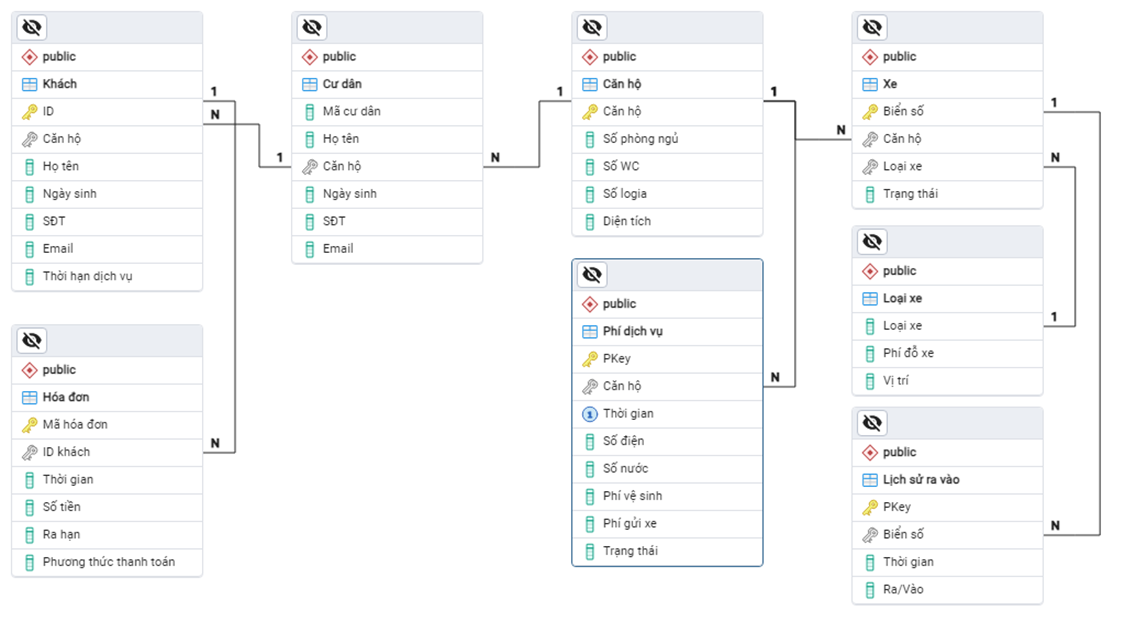 public
Khách
ID
Căn hộ
Họ tên
Ngày sinh
SĐT
Email
Thời hạn dịch vụ
1
N
1
public
Hóa đơn
Mã hóa đơn
ID khách
Thời gian
Số tiền
Ra hạn
Phương thức thanh toán
N
public
Cư dân
Mã cư dân
Họ tên
Căn hộ
Ngày sinh
SĐT
Email
N
1
public
Căn hộ
Căn hộ
Số phòng ngủ
Số WC
Số logia
Diện tích
1
N
public
Phí dịch vụ
PKey
Căn hộ
1 Thời gian
Số điện
Số nước
Phí vệ sinh
Phí gửi xe
Trạng thái
N
public
Xe
Biển số
Căn hộ
Loại xe
Trạng thái
1
N
public
Loại xe
Loại xe
Phí đỗ xe
Vị trí
1
public
Lịch sử ra vào
PKey
Biển số
Thời gian
Ra/Vào
N